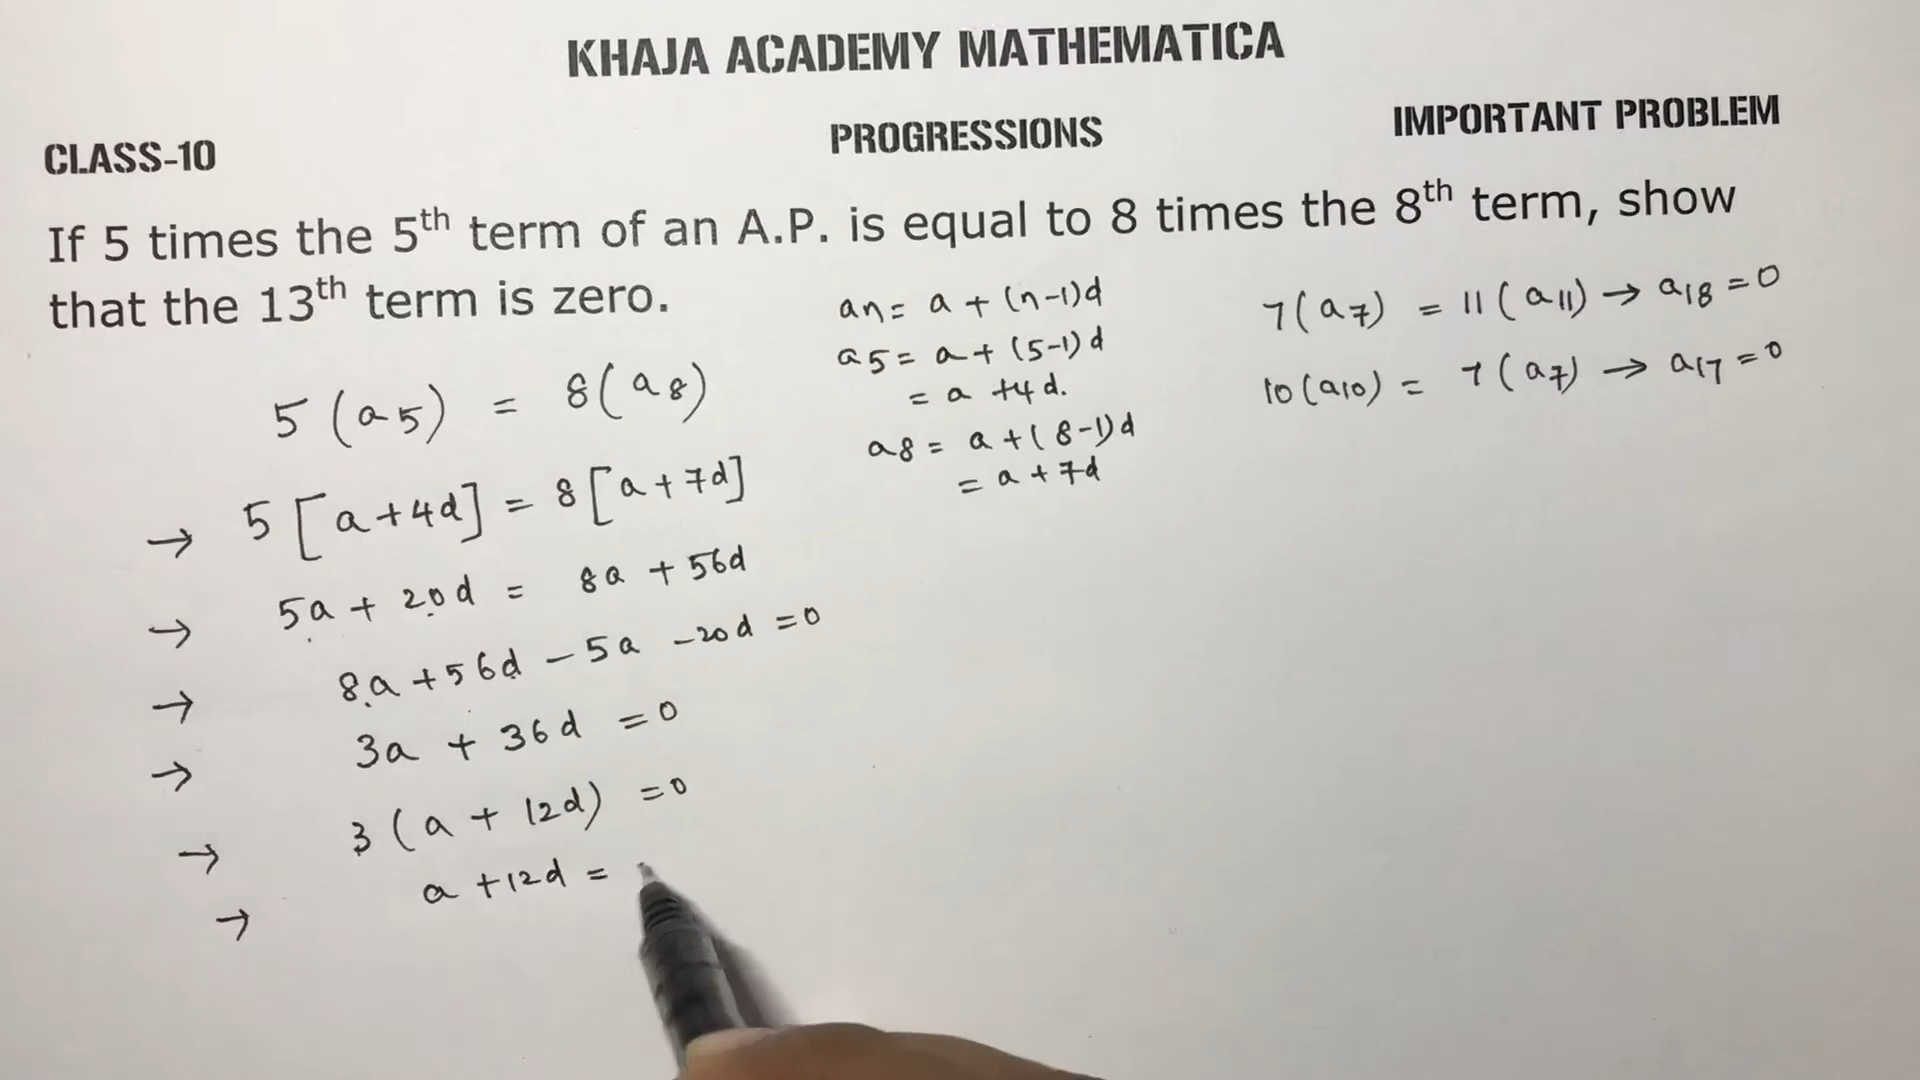 KHAJA ACADEMY MATHEMATICA
CLASS-10
PROGRESSIONS
IMPORTANT PROBLEM
If 5 times the 5th term of an A.P. is equal to 8 times the 8th term, show
that the 13th term is zero.
5(a5) = 8(a8)
→ 5[a+4d] = 8[a+7d]
→ 5a + 20d = 8a + 56d
→ 8a + 56d - 5a - 20d = 0
→ 3a + 36d = 0
→ 3(a + 12d) = 0
→ a + 12d =
an = a + (n-1)d
a5 = a + (5-1)d
= a + 4d.
a8 = a + (8-1)d
= a + 7d
7(a7) = 11(a11) → a18 = 0
10(a10) = 7(a7) → a17 = 0